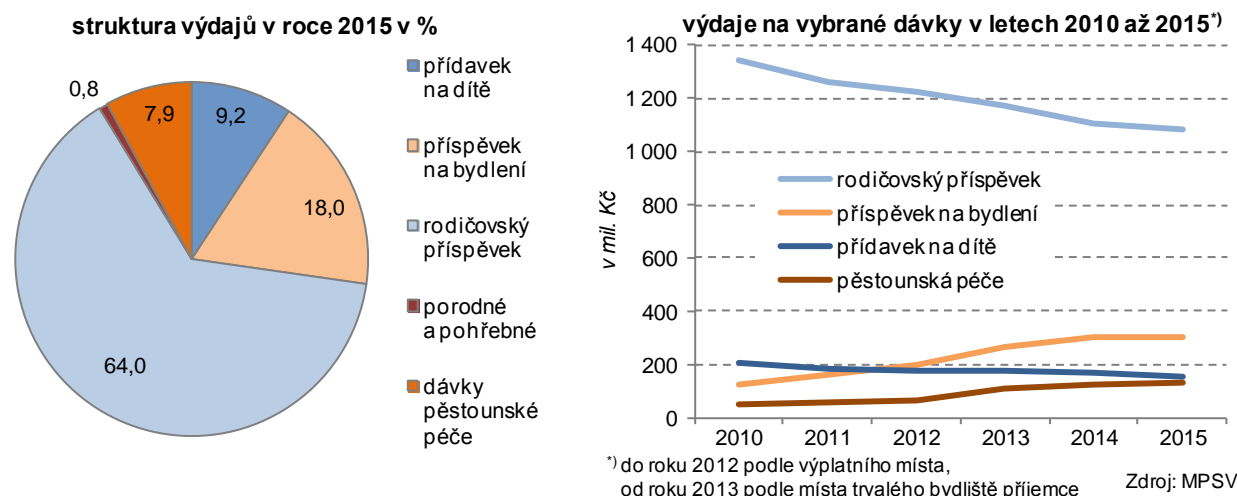 struktura výdajů v roce 2015 v %
0,8
7,9
9,2
18,0
64,0
přídavek
na dítě
příspěvek
na bydlení
rodičovský
příspěvek
porodné
a pohřebné
dávky
pěstounské
péče
výdaje na vybrané dávky v letech 2010 až 2015*)
v mil. Kč
1 400
1 200
1 000
800
600
400
200
0
rodičovský příspěvek
příspěvek na bydlení
přídavek na dítě
pěstounská péče
2010 2011 2012 2013 2014 2015
*) do roku 2012 podle výplatního místa,
od roku 2013 podle místa trvalého bydliště příjemce
Zdroj: MPSV